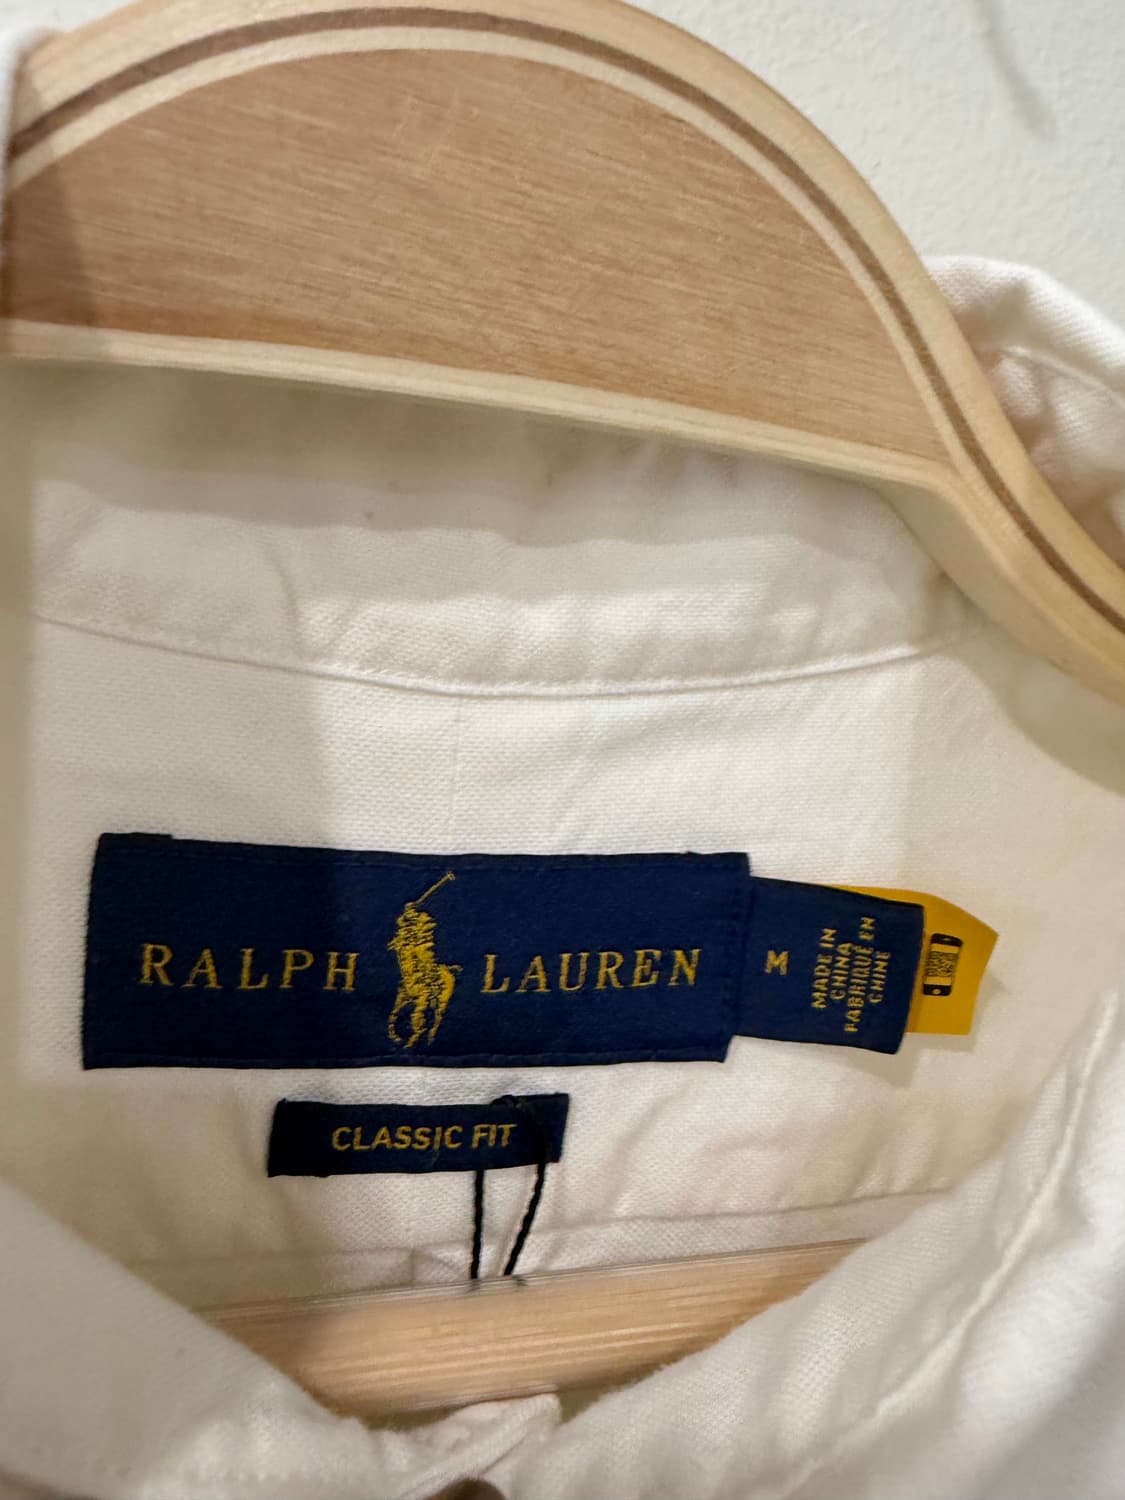 RALPH LAUREN
M
MADE IN
CHINA
FABRIQUÉ EN
CHINE
CLASSIC FIT